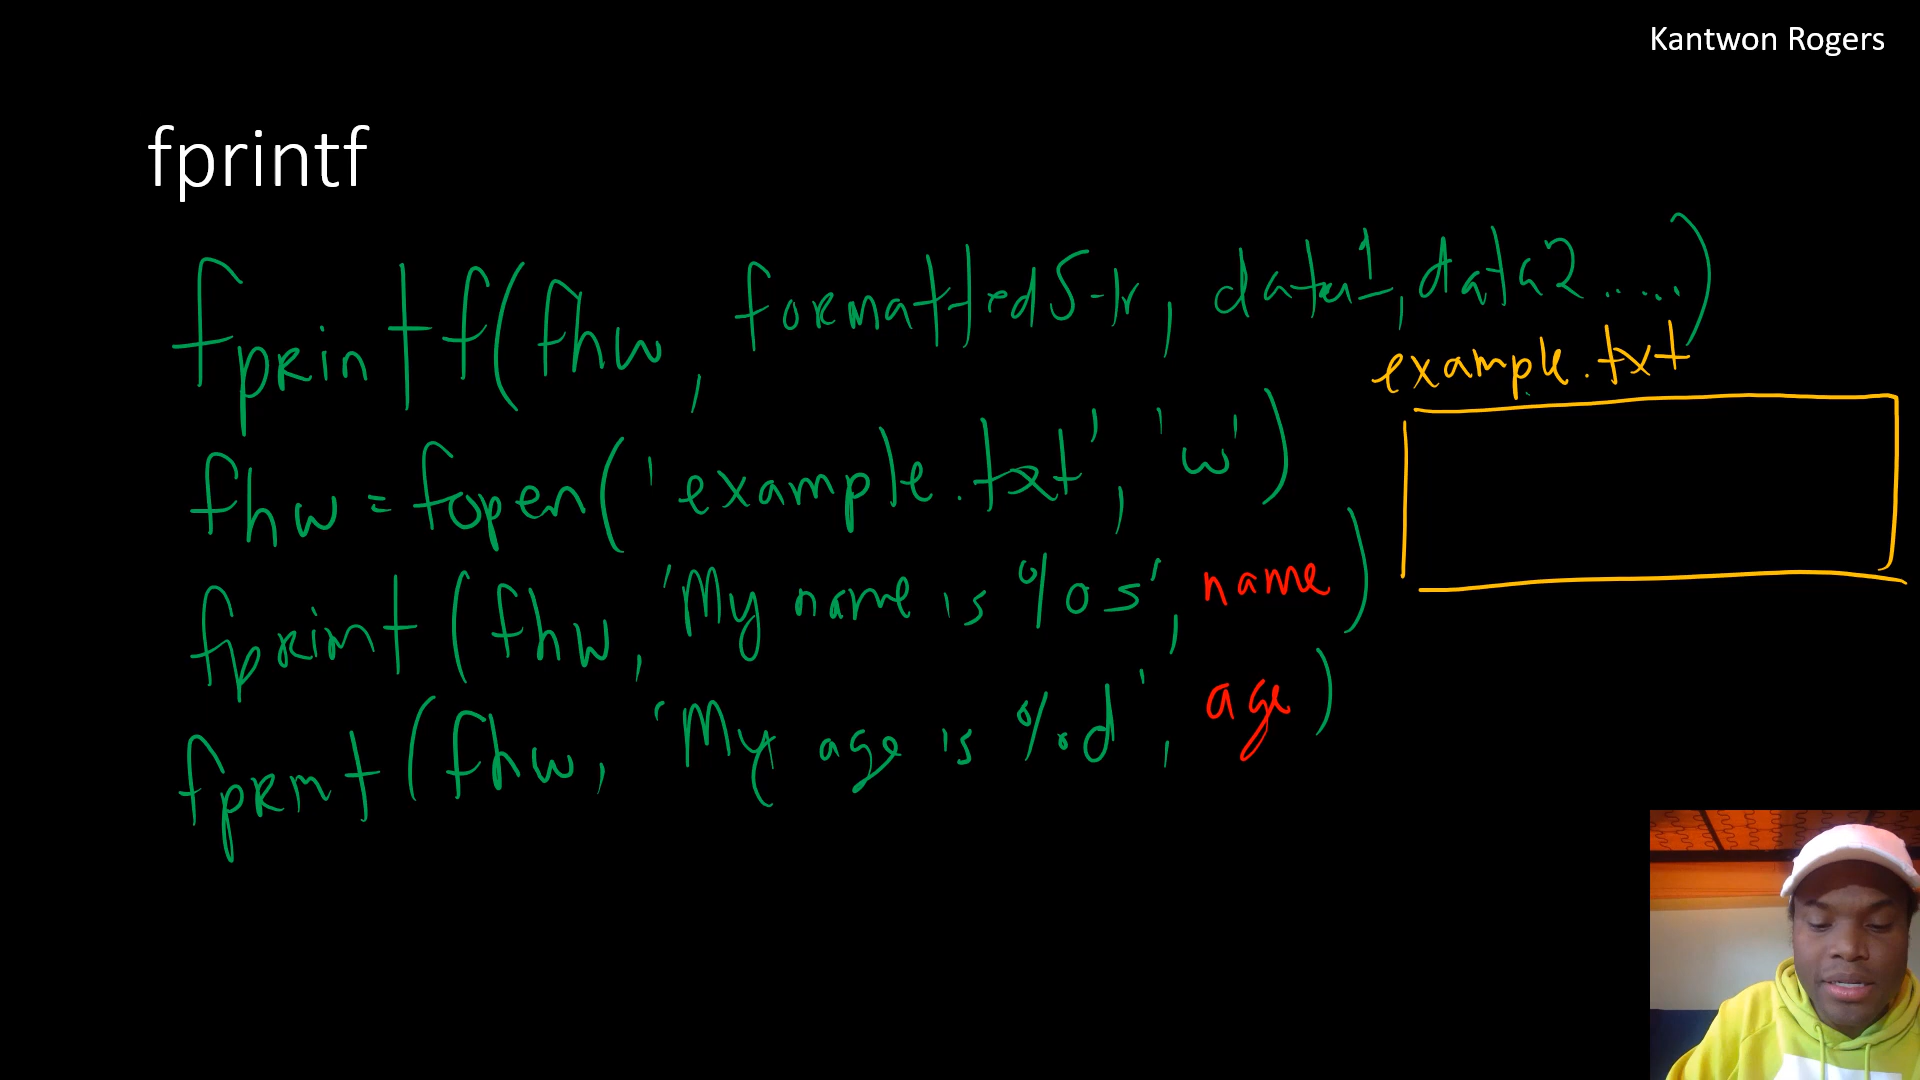 Kantwon Rogers
fprintf
fprintf(fhw, formattedStr, data1, data2.....)
example.txt
fhw = fopen('example.txt', 'w')
fprint(fhw, 'My name is %s', name)
fprint(fhw, 'My age is %d', age)